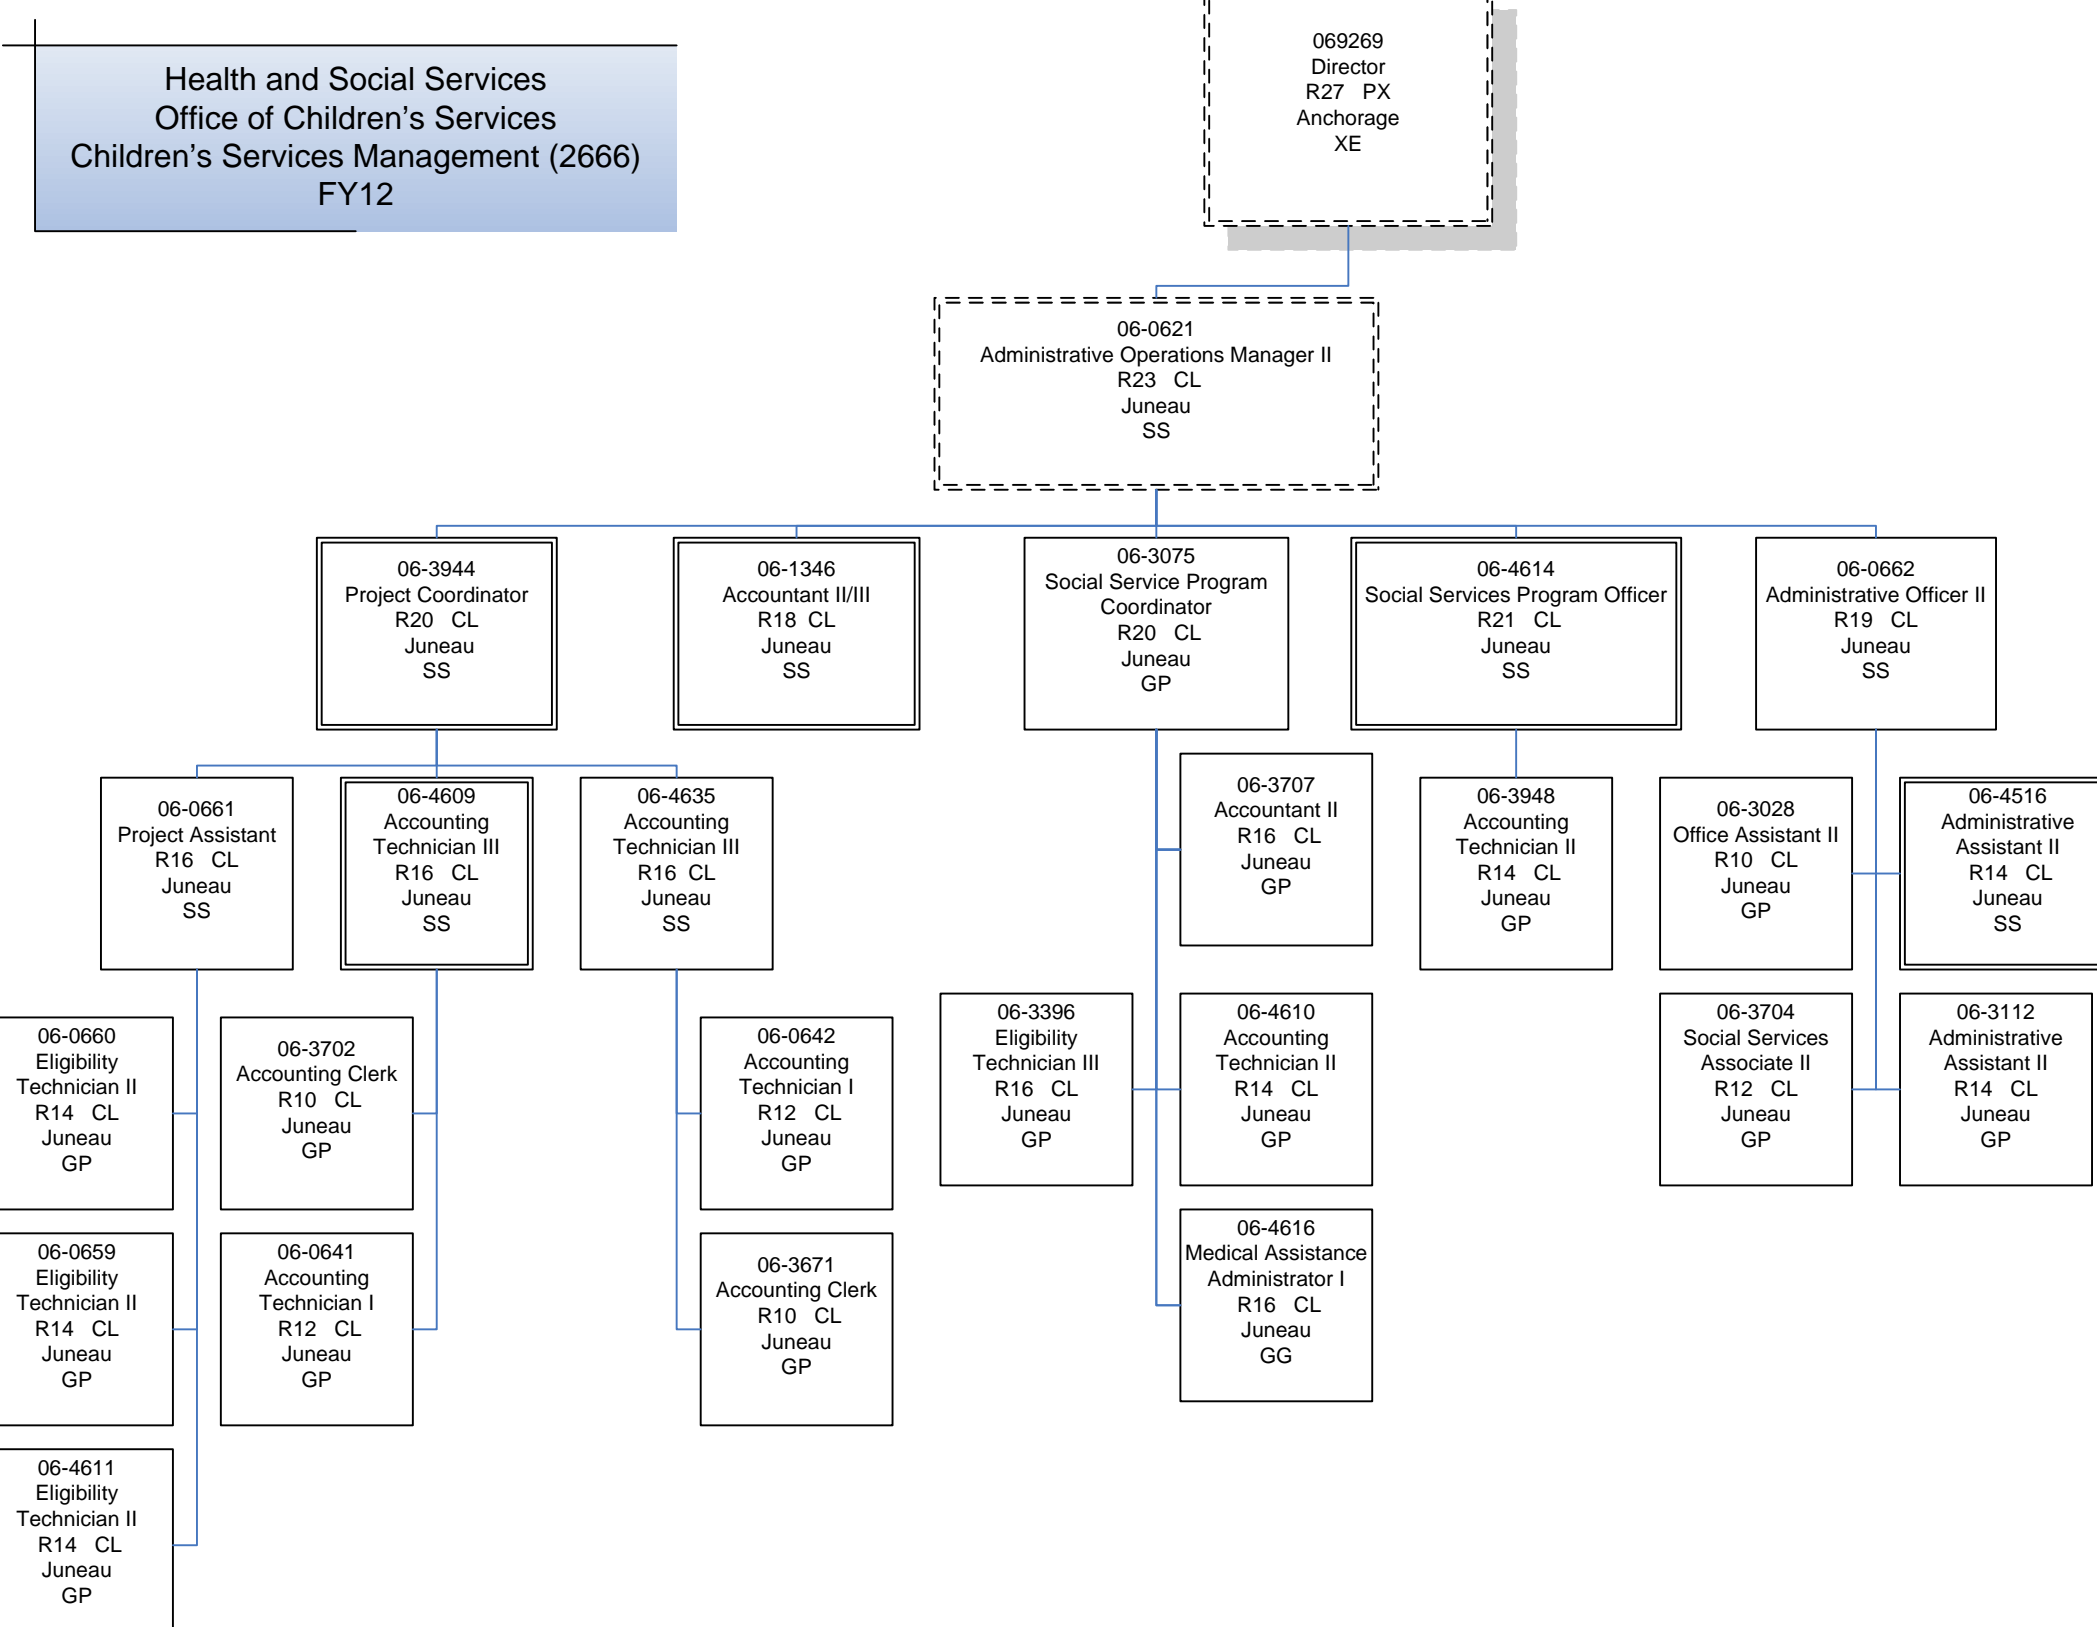 Health and Social Services
Office of Children's Services
Children's Services Management (2666)
FY12
069269
Director
R27 PX
Anchorage
XE
06-0621
Administrative Operations Manager II
R23 CL
Juneau
SS
06-3944
Project Coordinator
R20 CL
Juneau
SS
06-1346
Accountant II/III
R18 CL
Juneau
SS
06-3075
Social Service Program
Coordinator
R20 CL
Juneau
GP
06-4614
Social Services Program Officer
R21 CL
Juneau
SS
06-0662
Administrative Officer II
R19 CL
Juneau
SS
06-0661
Project Assistant
R16 CL
Juneau
SS
06-4609
Accounting
Technician III
R16 CL
Juneau
SS
06-4635
Accounting
Technician III
R16 CL
Juneau
SS
06-3707
Accountant II
R16 CL
Juneau
GP
06-3948
Accounting
Technician II
R14 CL
Juneau
GP
06-3028
Office Assistant II
R10 CL
Juneau
GP
06-4516
Administrative
Assistant II
R14 CL
Juneau
SS
06-0660
Eligibility
Technician II
R14 CL
Juneau
GP
06-3702
Accounting Clerk
R10 CL
Juneau
GP
06-0642
Accounting
Technician I
R12 CL
Juneau
GP
06-3396
Eligibility
Technician III
R16 CL
Juneau
GP
06-4610
Accounting
Technician II
R14 CL
Juneau
GP
06-3704
Social Services
Associate II
R12 CL
Juneau
GP
06-3112
Administrative
Assistant II
R14 CL
Juneau
GP
06-0659
Eligibility
Technician II
R14 CL
Juneau
GP
06-0641
Accounting
Technician I
R12 CL
Juneau
GP
06-3671
Accounting Clerk
R10 CL
Juneau
GP
06-4616
Medical Assistance
Administrator I
R16 CL
Juneau
GG
06-4611
Eligibility
Technician II
R14 CL
Juneau
GP